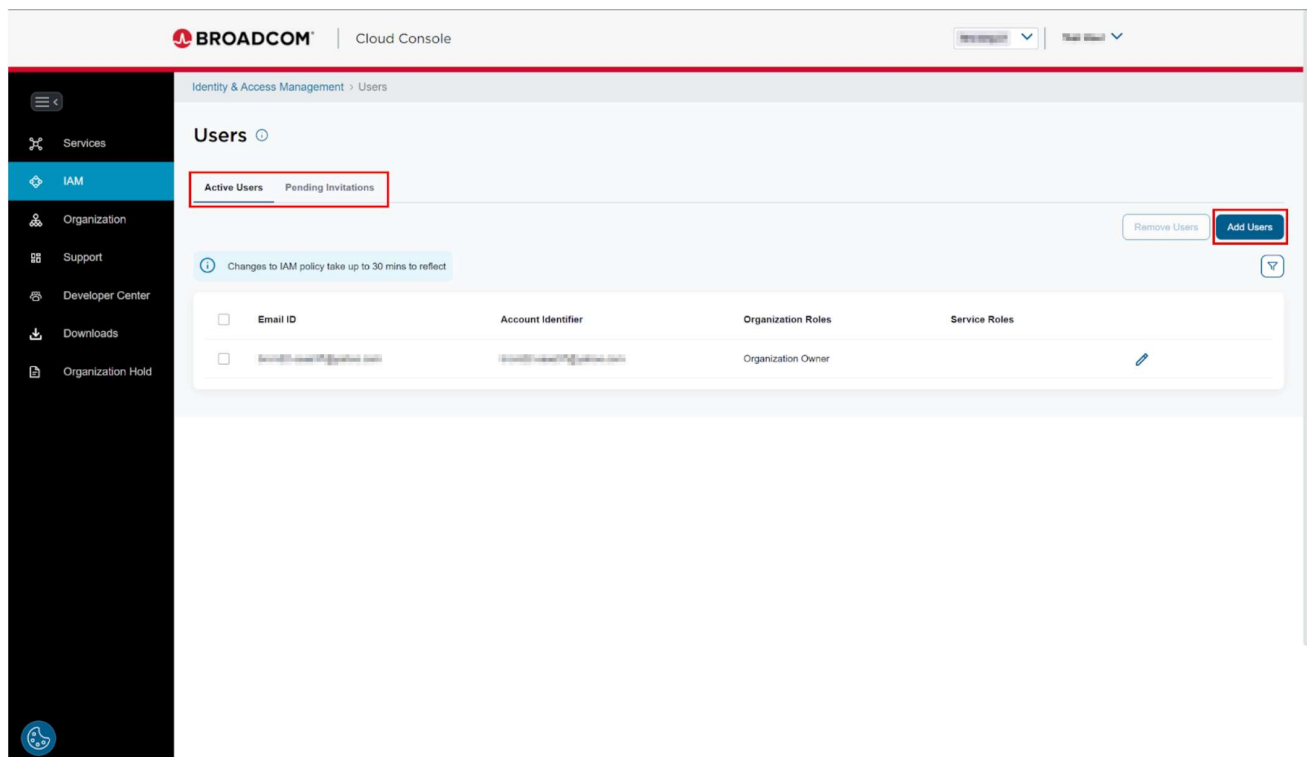 BROADCOM Cloud Console
Identity & Access Management › Users
Users
Services
IAM
Organization
Support
Developer Center
Downloads
Organization Hold
Active Users Pending Invitations
Remove Users Add Users
Changes to IAM policy take up to 30 mins to reflect
Email ID Account Identifier Organization Roles Service Roles
Organization Owner